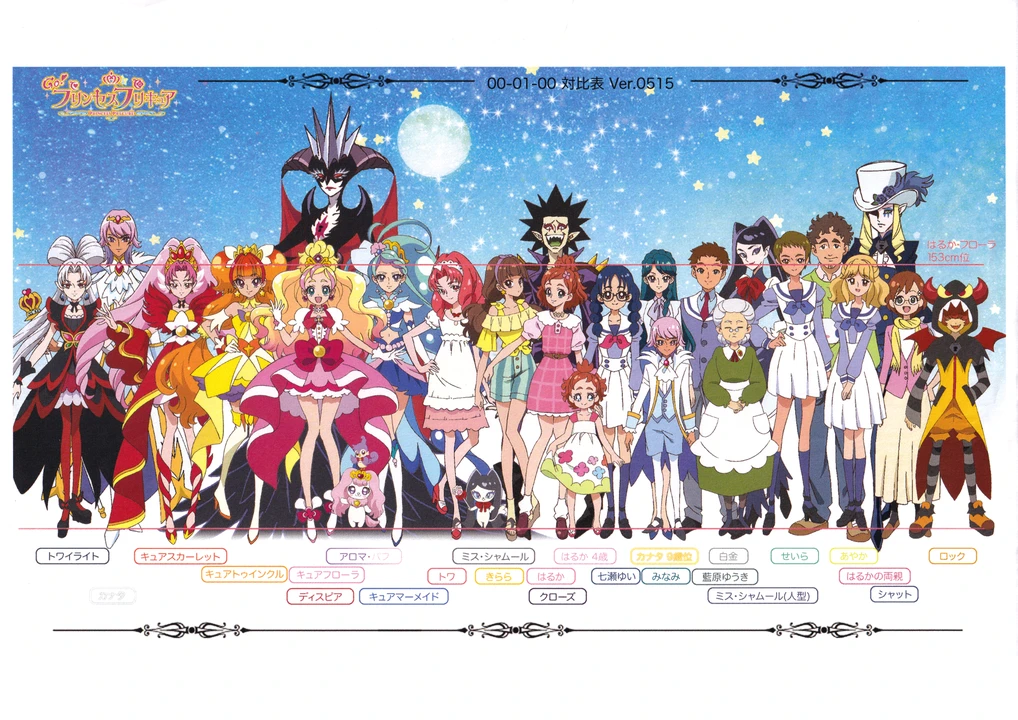 Go!
プリンセスプリキュア
00-01-00 対比表 Ver.0515
はるか・フローラ
153cm位
トワイライト
キュアスカーレット
アロマ・パフ
ミス・シャムール
はるか 4歳
カナタ 9歳位
白金
せいら
あやか
ロック
キュアトゥインクル
キュアフローラ
トワ
きらら
はるか
七瀬ゆい
みなみ
藍原ゆうき
はるかの両親
カナタ
ディスピア
キュアマーメイド
クローズ
ミス・シャムール(人型)
シャット